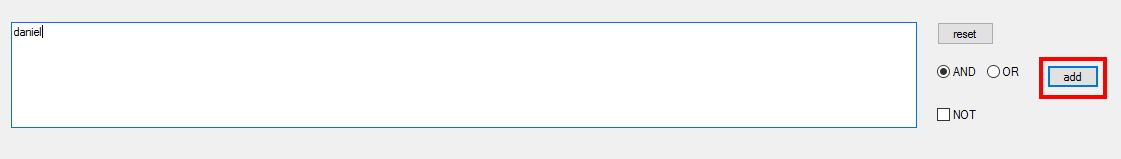 daniel
reset
AND OR
add
NOT